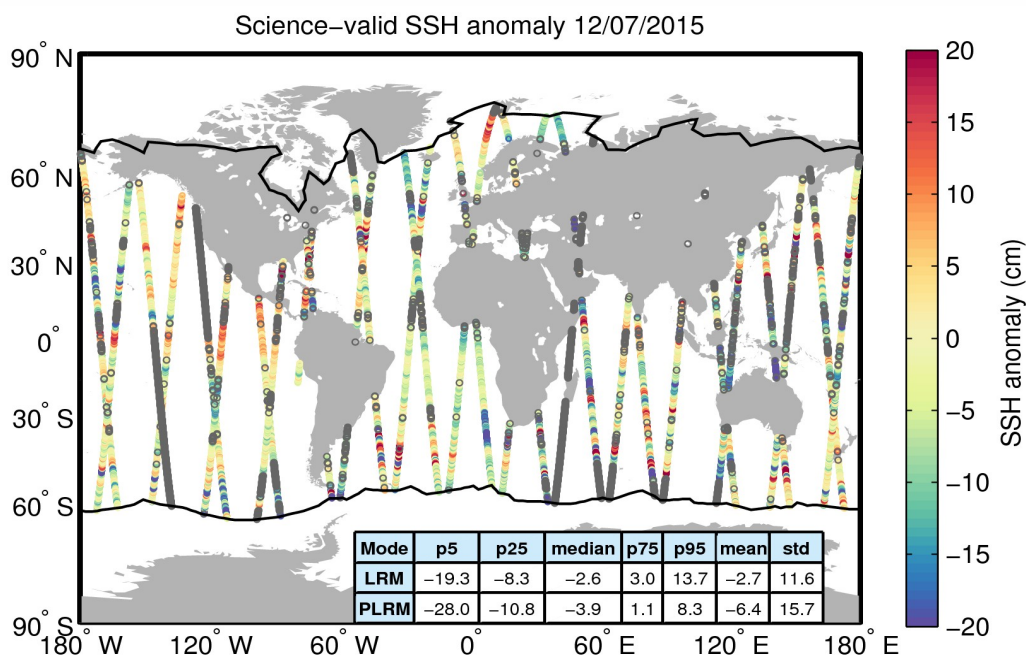 Science−valid SSH anomaly 12/07/2015
90° N
60° N
30° N
0°
30° S
60° S
90° S
180° W
120° W
60° W
0°
60° E
120° E
180° E
Mode p5 p25 median p75 p95 mean std
LRM −19.3 −8.3 −2.6 3.0 13.7 −2.7 11.6
PLRM −28.0 −10.8 −3.9 1.1 8.3 −6.4 15.7
20
15
10
5
0
−5
−10
−15
−20
SSH anomaly (cm)